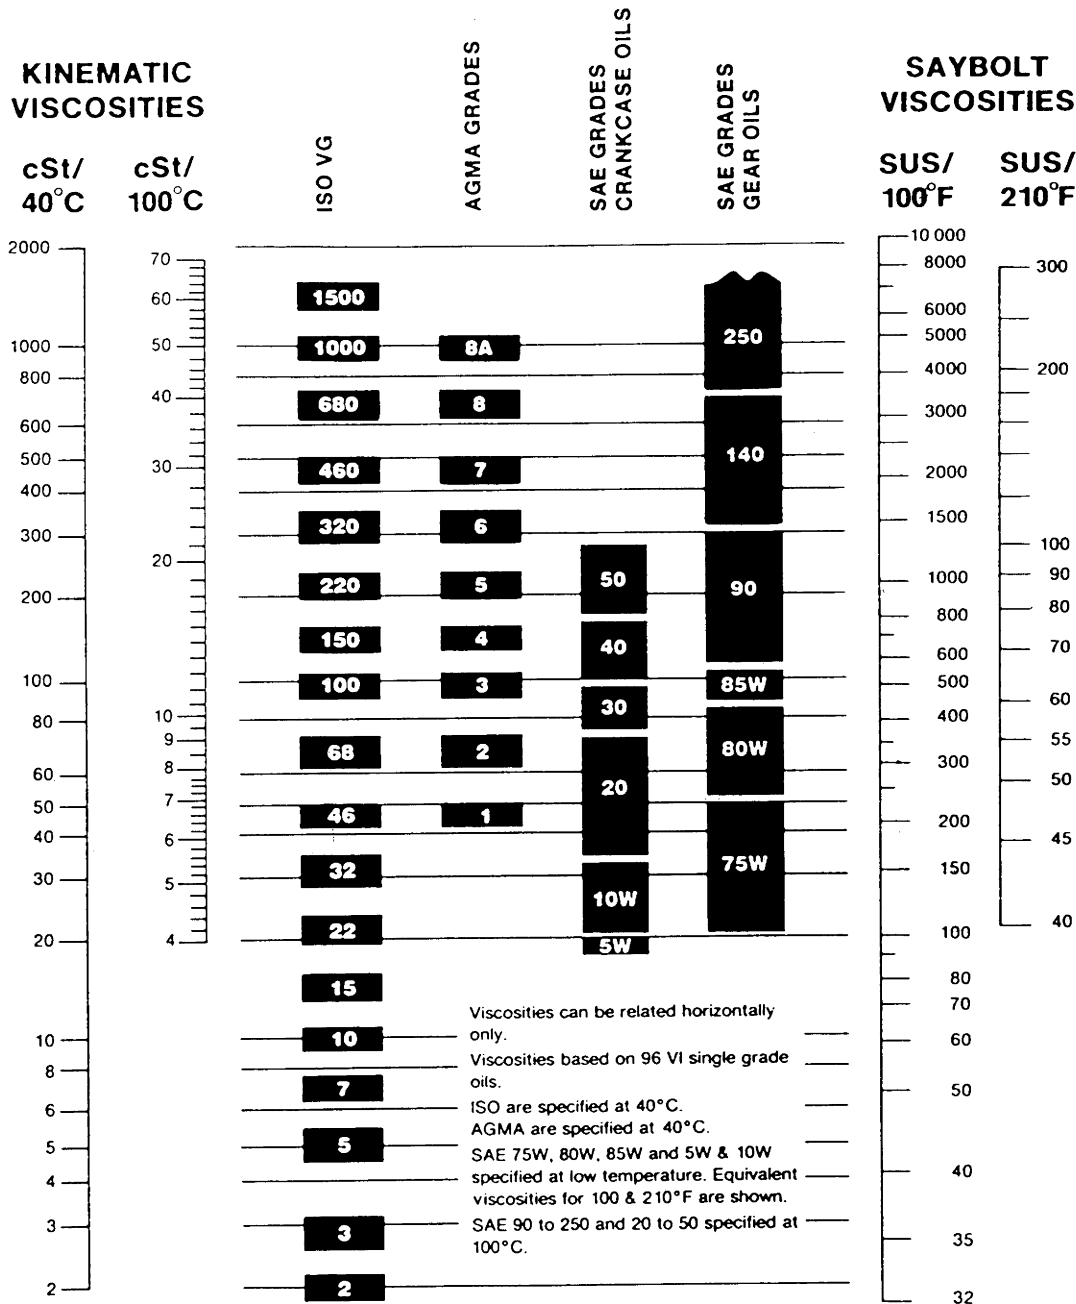 KINEMATIC
VISCOSITIES
cSt/
40°C
cSt/
100°C
ISO VG
AGMA GRADES
SAE GRADES
CRANKCASE OILS
SAE GRADES
GEAR OILS
SAYBOLT
VISCOSITIES
SUS/
100°F
SUS/
210°F
2000
1000
800
600
500
400
300
200
100
80
60
50
40
30
20
10
8
6
5
4
3
2
70
60
50
40
30
20
10
9
8
7
6
5
4
1500
1000
680
460
320
220
150
100
68
46
32
22
15
10
7
5
3
2
8A
8
7
6
5
4
3
2
1
50
40
30
20
10W
5W
250
140
90
85W
80W
75W
10 000
8000
6000
5000
4000
3000
2000
1500
1000
800
600
500
400
300
200
150
100
80
70
60
50
40
35
32
300
200
100
90
80
70
60
55
50
45
40
Viscosities can be related horizontally
only.
Viscosities based on 96 VI single grade
oils.
ISO are specified at 40°C.
AGMA are specified at 40°C.
SAE 75W, 80W, 85W and 5W & 10W
specified at low temperature. Equivalent
viscosities for 100 & 210°F are shown.
SAE 90 to 250 and 20 to 50 specified at
100°C.